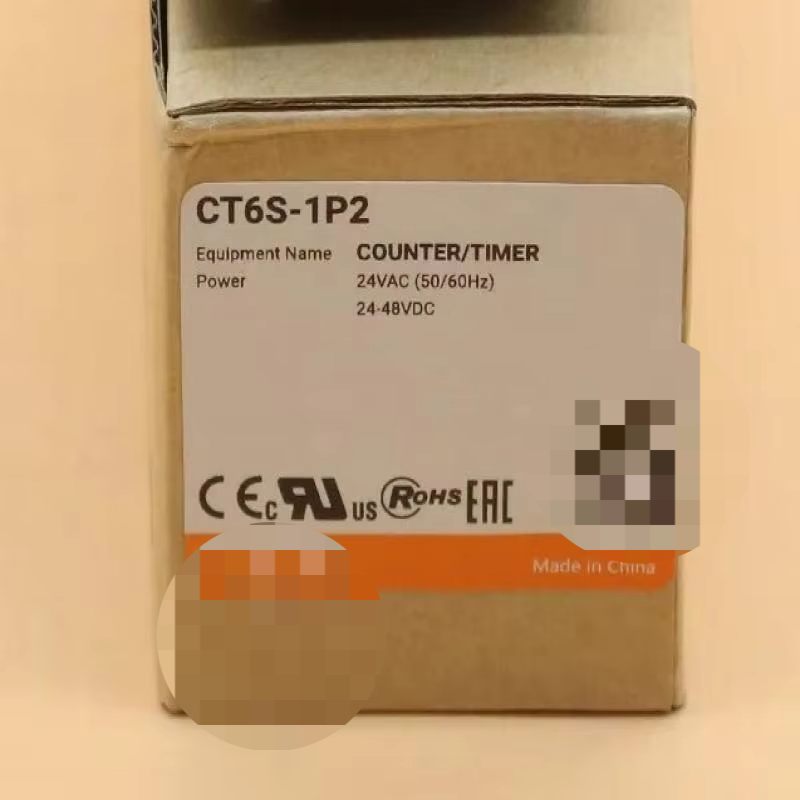 CT6S-1P2
Equipment Name COUNTER/TIMER
Power 24VAC (50/60Hz)
24-48VDC
CE c RU US RoHS EAC
Made in China